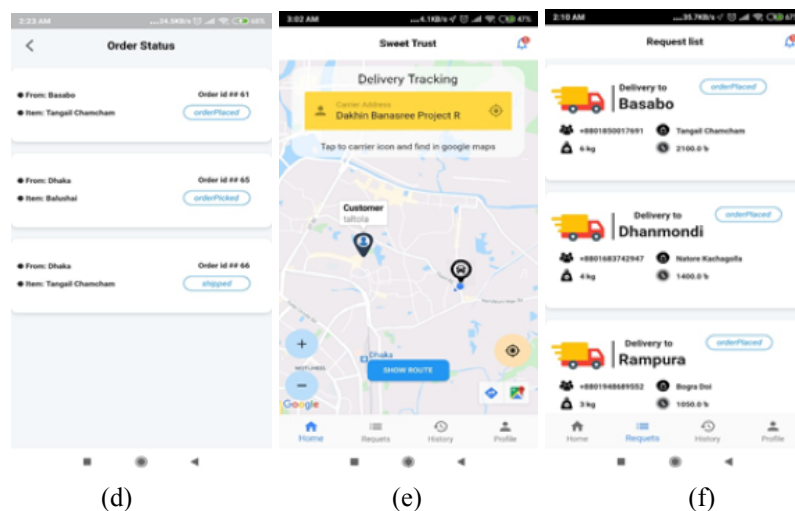 2:23 AM
Order Status
From: Basabo Order id ## 61
Item: Tangail Chamcham orderPlaced
From: Dhaka Order id ## 65
Item: Balushai orderPicked
From: Dhaka Order id ## 66
Item: Tangail Chamcham shipped
(d)
3:02 AM ...4.1KB/s 47%
Sweet Trust
Delivery Tracking
Carrier Address
Dakhin Banasree Project R
Tap to carrier icon and find in google maps
Customer
taltola
+
Dhaka
−
SHOW ROUTE
Google
Home Requets History Profile
(e)
2:10 AM ...35.7KB/s
Request list
Delivery to orderPlaced
Basabo
+8801850017691 Tangail Chamcham
6 kg 2100.0 ৳
Delivery to orderPlaced
Dhanmondi
+8801683742947 Natore Kachagolla
4 kg 1400.0 ৳
Delivery to orderPlaced
Rampura
+8801948689552 Bogra Doi
3 kg 1050.0 ৳
Home Requets History Profile
(f)